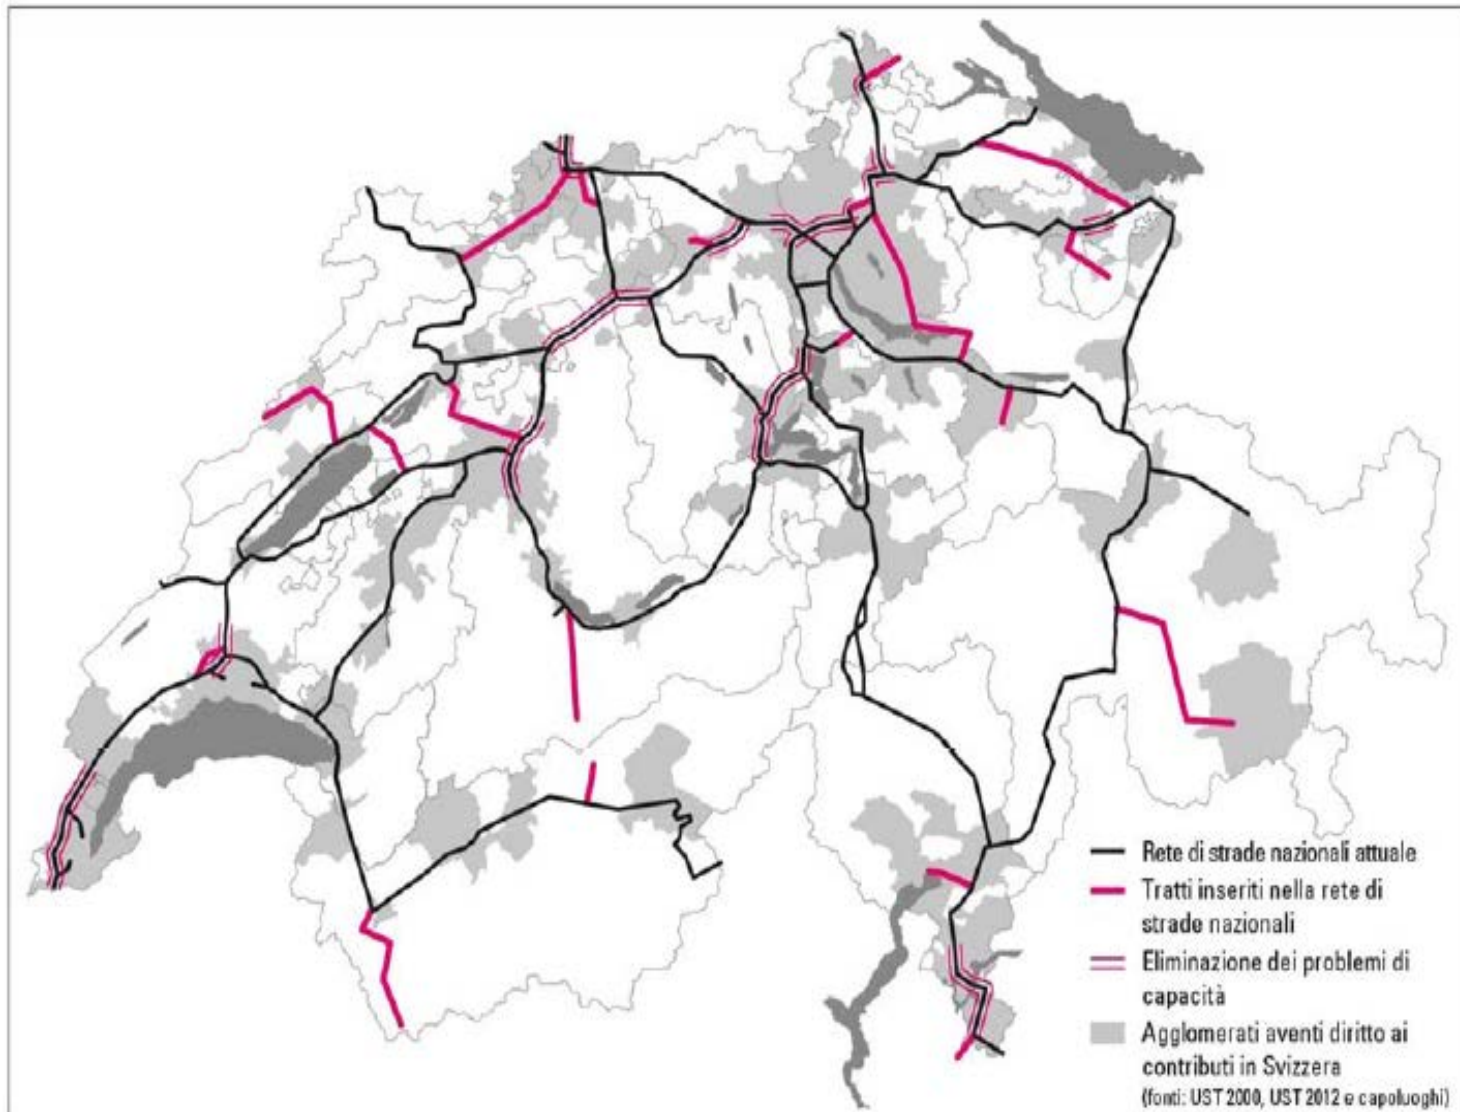 Rete di strade nazionali attuale
Tratti inseriti nella rete di
strade nazionali
Eliminazione dei problemi di
capacità
Agglomerati aventi diritto ai
contributi in Svizzera
(fonti: UST 2000, UST 2012 e capoluoghi)